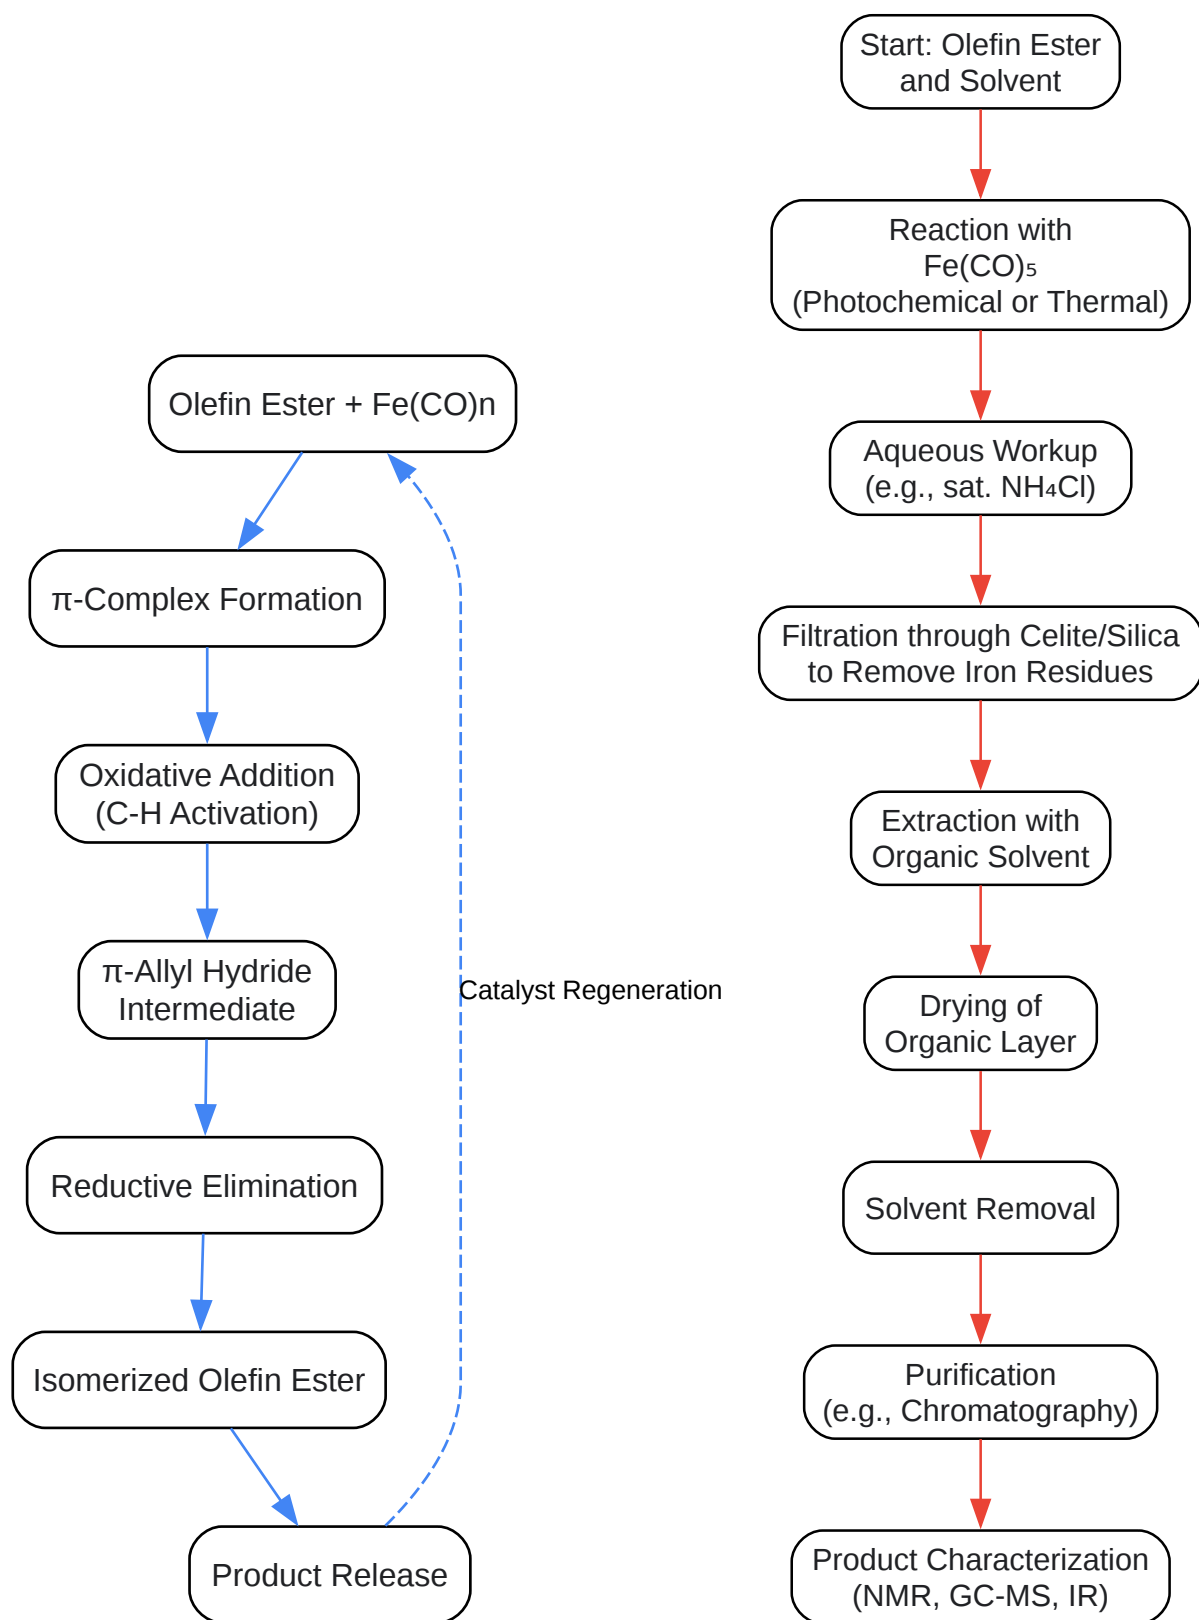 Olefin Ester + Fe(CO)n
π-Complex Formation
Oxidative Addition
(C-H Activation)
π-Allyl Hydride
Intermediate
Reductive Elimination
Isomerized Olefin Ester
Product Release
Catalyst Regeneration
Start: Olefin Ester
and Solvent
Reaction with
Fe(CO)₅
(Photochemical or Thermal)
Aqueous Workup
(e.g., sat. NH₄Cl)
Filtration through Celite/Silica
to Remove Iron Residues
Extraction with
Organic Solvent
Drying of
Organic Layer
Solvent Removal
Purification
(e.g., Chromatography)
Product Characterization
(NMR, GC-MS, IR)